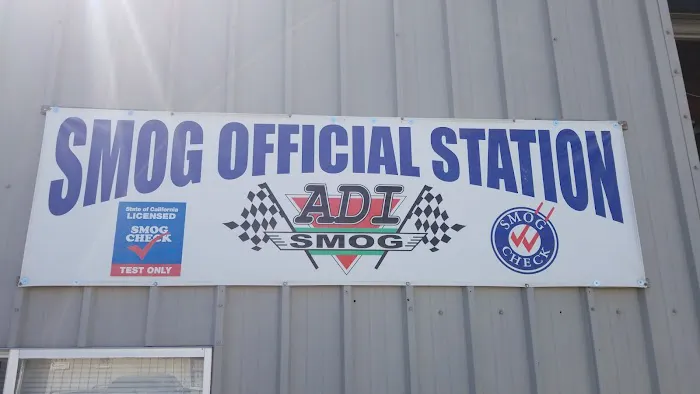 SMOG OFFICIAL STATION
State of California
LICENSED
SMOG
CHECK
TEST ONLY
ADI
SMOG
SMOG
CHECK